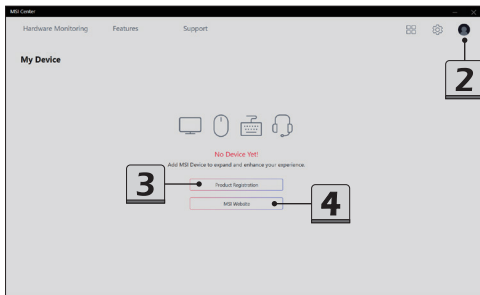 MSI Center
Hardware Monitoring Features Support
My Device
2
No Device Yet!
Add MSI Device to expand and enhance your experience.
3
Product Registration
MSI Website
4